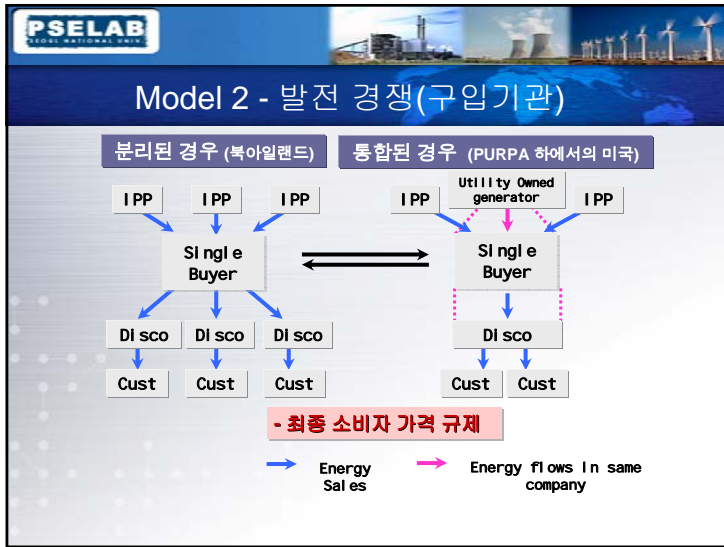 PSELAB
SEOUL NATIONAL UNIV.
Model 2 - 발전 경쟁(구입기관)
분리된 경우 (북아일랜드)
통합된 경우 (PURPA 하에서의 미국)
IPP
IPP
IPP
IPP
Utility Owned
generator
IPP
Single
Buyer
Single
Buyer
Disco
Disco
Disco
Disco
Cust
Cust
Cust
Cust
Cust
- 최종 소비자 가격 규제
Energy
Sales
Energy flows in same
company